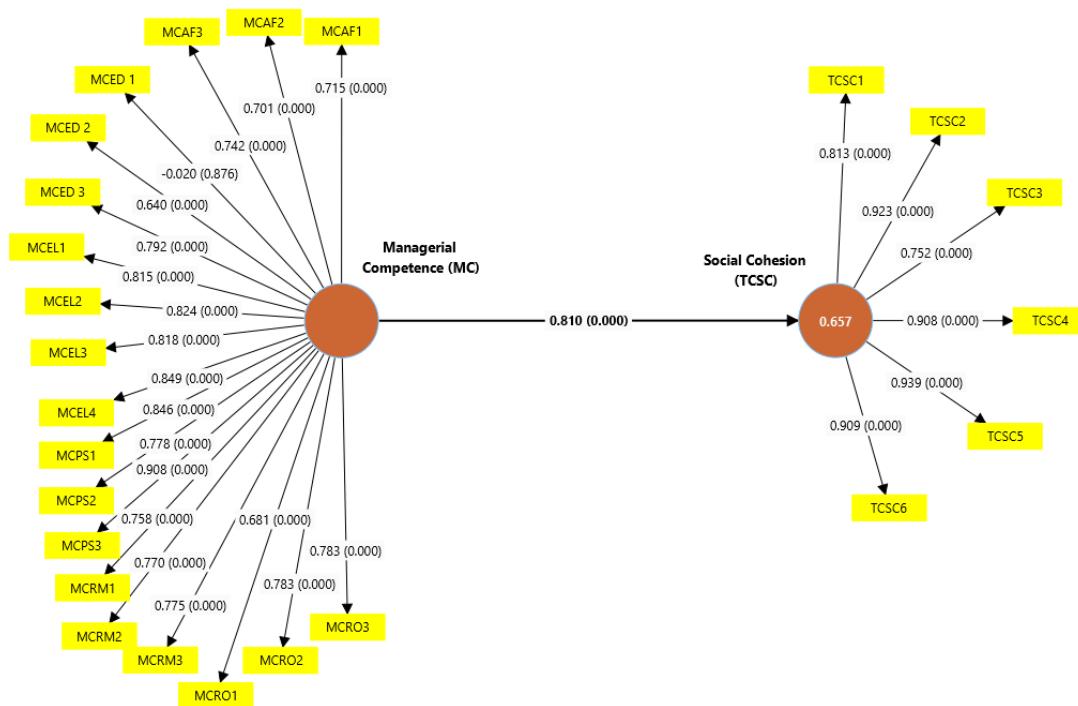 MCAF3
MCAF2
MCAF1
MCED 1
MCED 2
MCED 3
MCEL1
MCEL2
MCEL3
MCEL4
MCPS1
MCPS2
MCPS3
MCRM1
MCRM2
MCRM3
MCRO1
MCRO2
MCRO3
0.715 (0.000)
0.701 (0.000)
0.742 (0.000)
-0.020 (0.876)
0.640 (0.000)
0.792 (0.000)
0.815 (0.000)
0.824 (0.000)
0.818 (0.000)
0.849 (0.000)
0.846 (0.000)
0.778 (0.000)
0.908 (0.000)
0.758 (0.000)
0.770 (0.000)
0.775 (0.000)
0.681 (0.000)
0.783 (0.000)
0.783 (0.000)
Managerial
Competence (MC)
0.810 (0.000)
Social Cohesion
(TCSC)
0.657
TCSC1
TCSC2
TCSC3
TCSC4
TCSC5
TCSC6
0.813 (0.000)
0.923 (0.000)
0.752 (0.000)
0.908 (0.000)
0.939 (0.000)
0.909 (0.000)